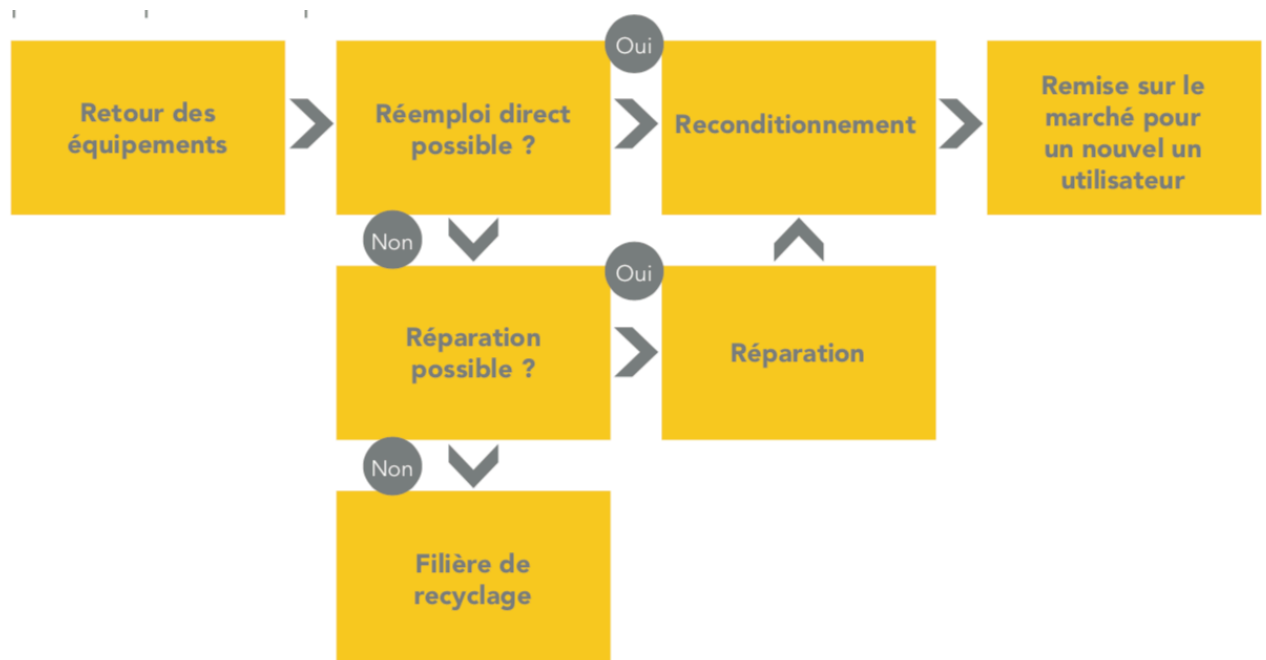 Oui
Retour des
équipements
Réemploi direct
possible ?
Reconditionnement
Remise sur le
marché pour
un nouvel un
utilisateur
Non
Oui
Réparation
possible ?
Réparation
Non
Filière de
recyclage